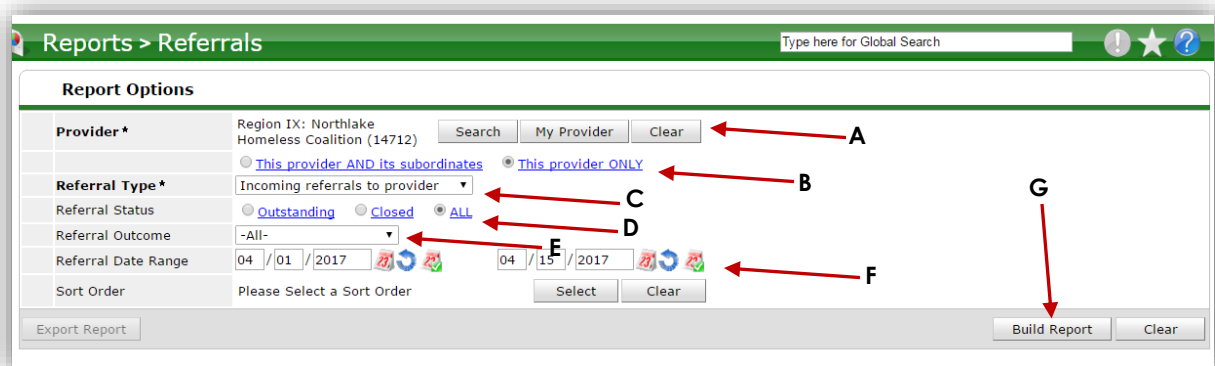 Reports > Referrals Type here for Global Search
Report Options
Provider* Region IX: Northlake Homeless Coalition (14712) Search My Provider Clear A
This provider AND its subordinates This provider ONLY B
Referral Type* Incoming referrals to provider C G
Referral Status Outstanding Closed ALL D
Referral Outcome -All- E
Referral Date Range 04 / 01 / 2017 04 / 15 / 2017 F
Sort Order Please Select a Sort Order Select Clear
Export Report Build Report Clear